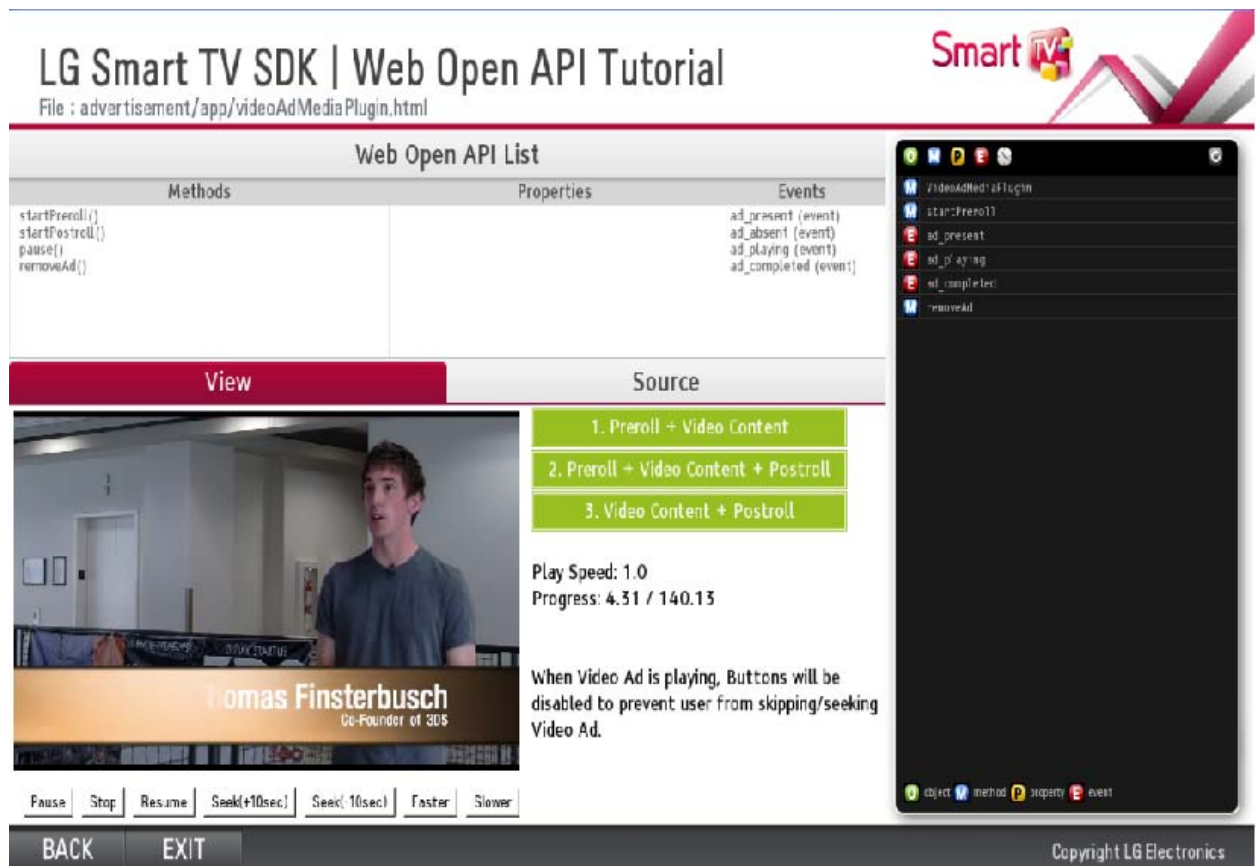 LG Smart TV SDK | Web Open API Tutorial
File : advertisement/app/videoAdMediaPlugin.html
Smart TV
Web Open API List
Methods
Properties
Events
startPreroll()
startPostroll()
pause()
removeAd()
ad_present (event)
ad_absent (event)
ad_playing (event)
ad_completed (event)
O M P E
M VideoAdMediaPlugin
M startPreroll
E ad_present
E ad_playing
E ad_completed
M removeAd
View
Source
1. Preroll + Video Content
2. Preroll + Video Content + Postroll
3. Video Content + Postroll
Play Speed: 1.0
Progress: 4.31 / 140.13
When Video Ad is playing, Buttons will be
disabled to prevent user from skipping/seeking
Video Ad.
homas Finsterbusch
Co-Founder of 3DS
Pause Stop Resume Seek(+10sec) Seek(-10sec) Faster Slower
O object M method P property E event
BACK
EXIT
Copyright LG Electronics